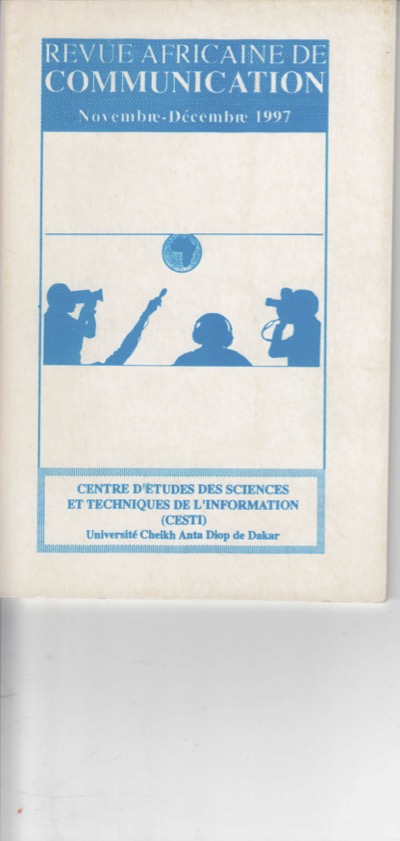 REVUE AFRICAINE DE
COMMUNICATION
Novembre-Décembre 1997
CENTRE D'ÉTUDES DES SCIENCES
ET TECHNIQUES DE L'INFORMATION
(CESTI)
Université Cheikh Anta Diop de Dakar